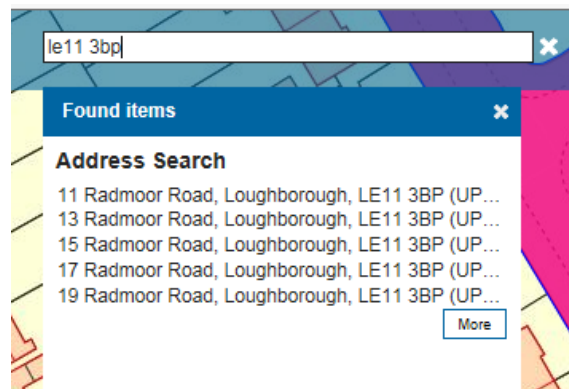 le11 3bp
Found items
Address Search
11 Radmoor Road, Loughborough, LE11 3BP (UP...
13 Radmoor Road, Loughborough, LE11 3BP (UP...
15 Radmoor Road, Loughborough, LE11 3BP (UP...
17 Radmoor Road, Loughborough, LE11 3BP (UP...
19 Radmoor Road, Loughborough, LE11 3BP (UP...
More